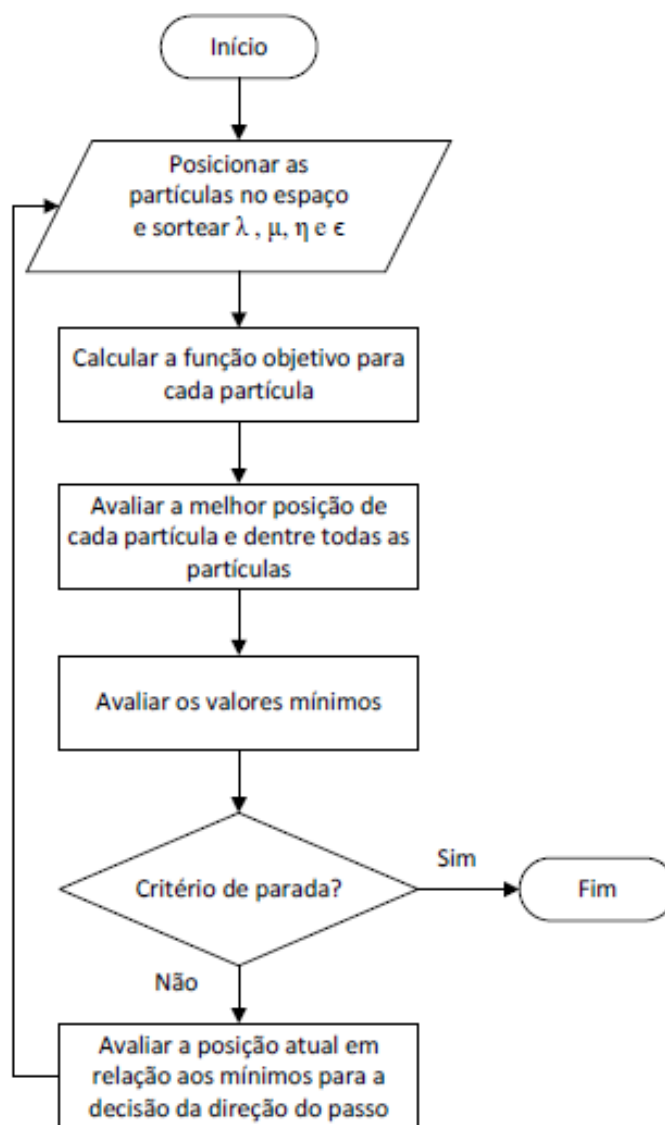 Início
Posicionar as
partículas no espaço
e sortear λ , μ, η e ϵ
Calcular a função objetivo para
cada partícula
Avaliar a melhor posição de
cada partícula e dentre todas as
partículas
Avaliar os valores mínimos
Critério de parada?
Sim
Fim
Não
Avaliar a posição atual em
relação aos mínimos para a
decisão da direção do passo